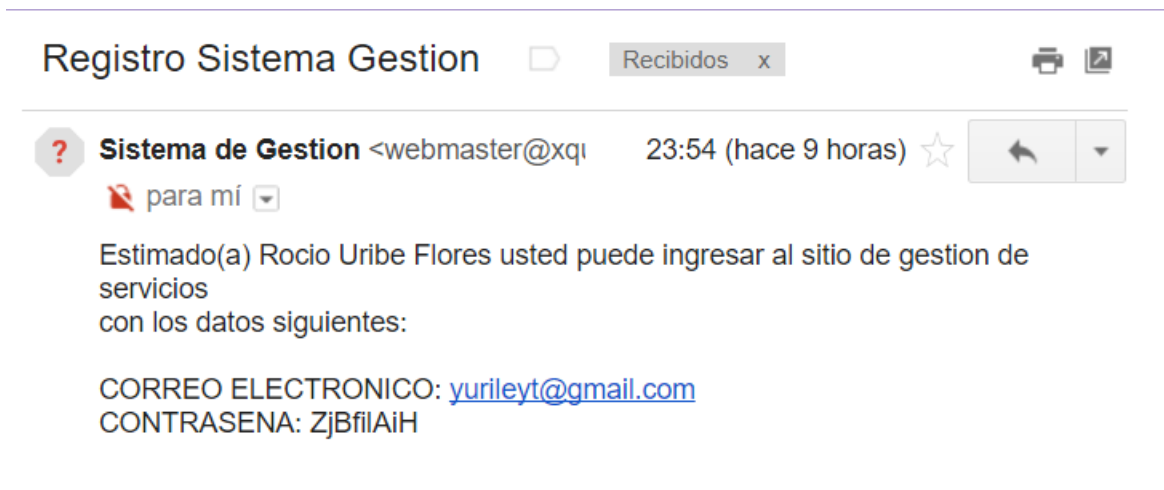 Registro Sistema Gestion Recibidos x
? Sistema de Gestion <webmaster@xqu 23:54 (hace 9 horas)
para mí
Estimado(a) Rocio Uribe Flores usted puede ingresar al sitio de gestion de
servicios
con los datos siguientes:
CORREO ELECTRONICO: yurileyt@gmail.com
CONTRASENA: ZjBfilAiH